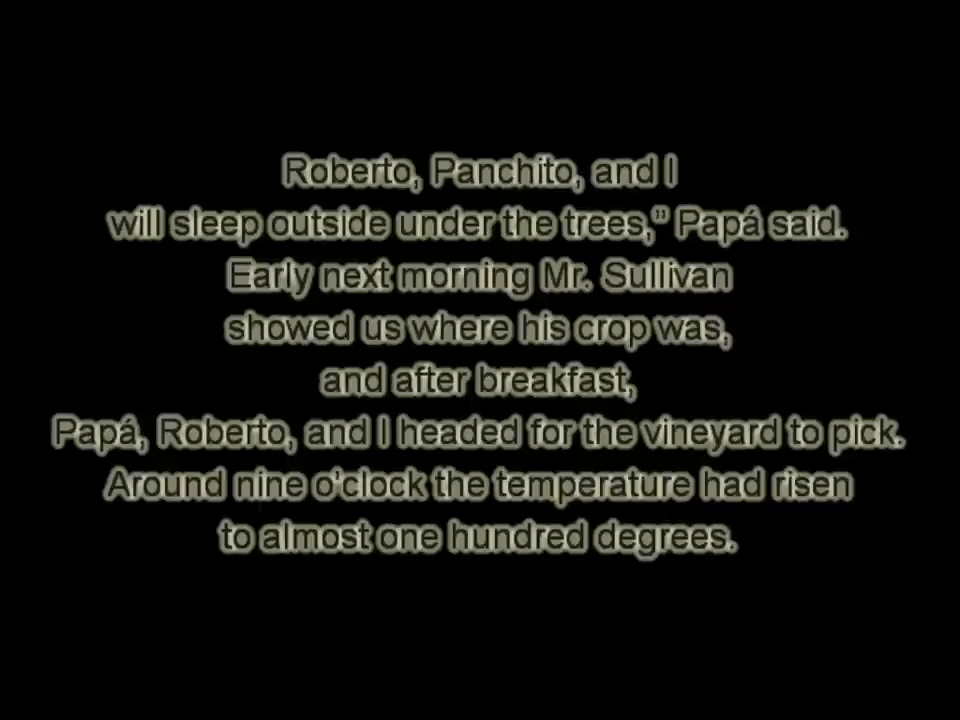 Roberto, Panchito, and I
will sleep outside under the trees,” Papá said.
Early next morning Mr. Sullivan
showed us where his crop was,
and after breakfast,
Papá, Roberto, and I headed for the vineyard to pick.
Around nine o’clock the temperature had risen
to almost one hundred degrees.